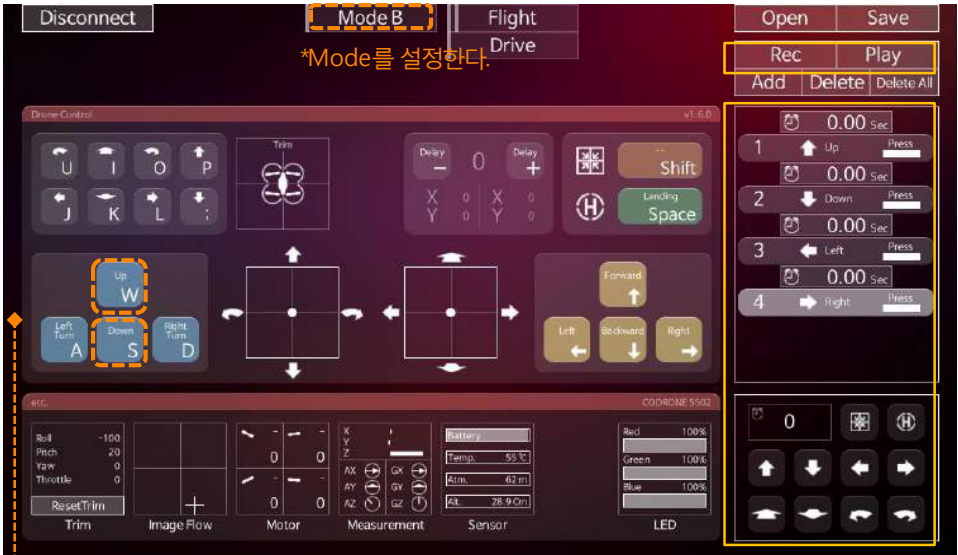 Disconnect
Mode B
Flight
Drive
*Mode를 설정한다.
Open Save
Rec Play
Add Delete Delete All
Drone Control v1.6.0
U I O P
J K L ;
Trim
Delay − 0 Delay +
X 0 X 0
Y 0 Y 0
-- Shift
H Landing Space
Up W
Left Turn A
Down S
Right Turn D
Forward
Left Backward Right
0.00 Sec
1 Up Press
0.00 Sec
2 Down Press
0.00 Sec
3 Left Press
0.00 Sec
4 Right Press
etc. CODRONE 5502
Roll -100
Pitch 20
Yaw 0
Throttle 0
ResetTrim
Trim
Image Flow
- -
0 0
- -
0 0
Motor
X
Y
Z
AX GX
AY GY
AZ GZ
Measurement
Battery
Temp. 55 ℃
Atm. 62 m
Alt. 28.9 Cm
Sensor
Red 100%
Green 100%
Blue 100%
LED
0 H